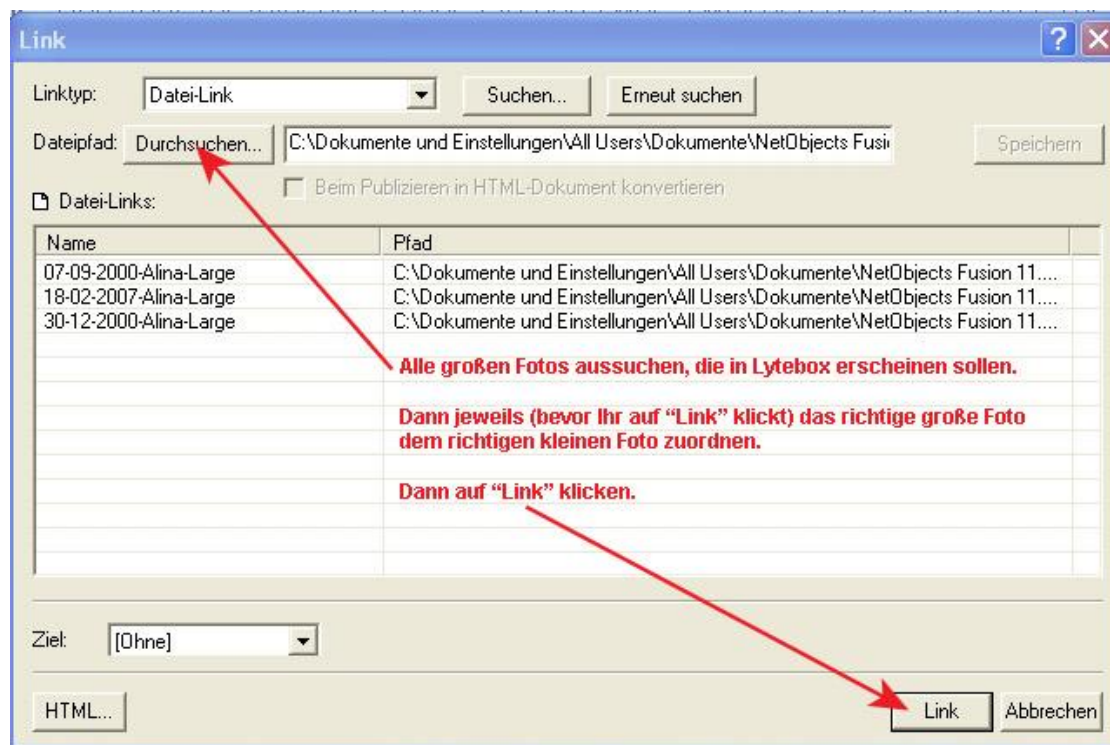 Link
Linktyp: Datei-Link Suchen... Erneut suchen
Dateipfad: Durchsuchen... C:\Dokumente und Einstellungen\All Users\Dokumente\NetObjects Fusi Speichern
Beim Publizieren in HTML-Dokument konvertieren
Datei-Links:
Name Pfad
07-09-2000-Alina-Large C:\Dokumente und Einstellungen\All Users\Dokumente\NetObjects Fusion 11....
18-02-2007-Alina-Large C:\Dokumente und Einstellungen\All Users\Dokumente\NetObjects Fusion 11....
30-12-2000-Alina-Large C:\Dokumente und Einstellungen\All Users\Dokumente\NetObjects Fusion 11....
Alle großen Fotos aussuchen, die in Lytebox erscheinen sollen.
Dann jeweils (bevor Ihr auf “Link” klickt) das richtige große Foto
dem richtigen kleinen Foto zuordnen.
Dann auf “Link” klicken.
Ziel: [Ohne]
HTML... Link Abbrechen